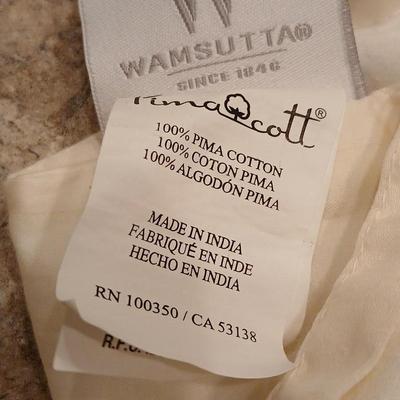 WAMSUTTA®
SINCE 1846
Pima cott®
100% PIMA COTTON
100% COTON PIMA
100% ALGODÓN PIMA
MADE IN INDIA
FABRIQUÉ EN INDE
HECHO EN INDIA
RN 100350 / CA 53138